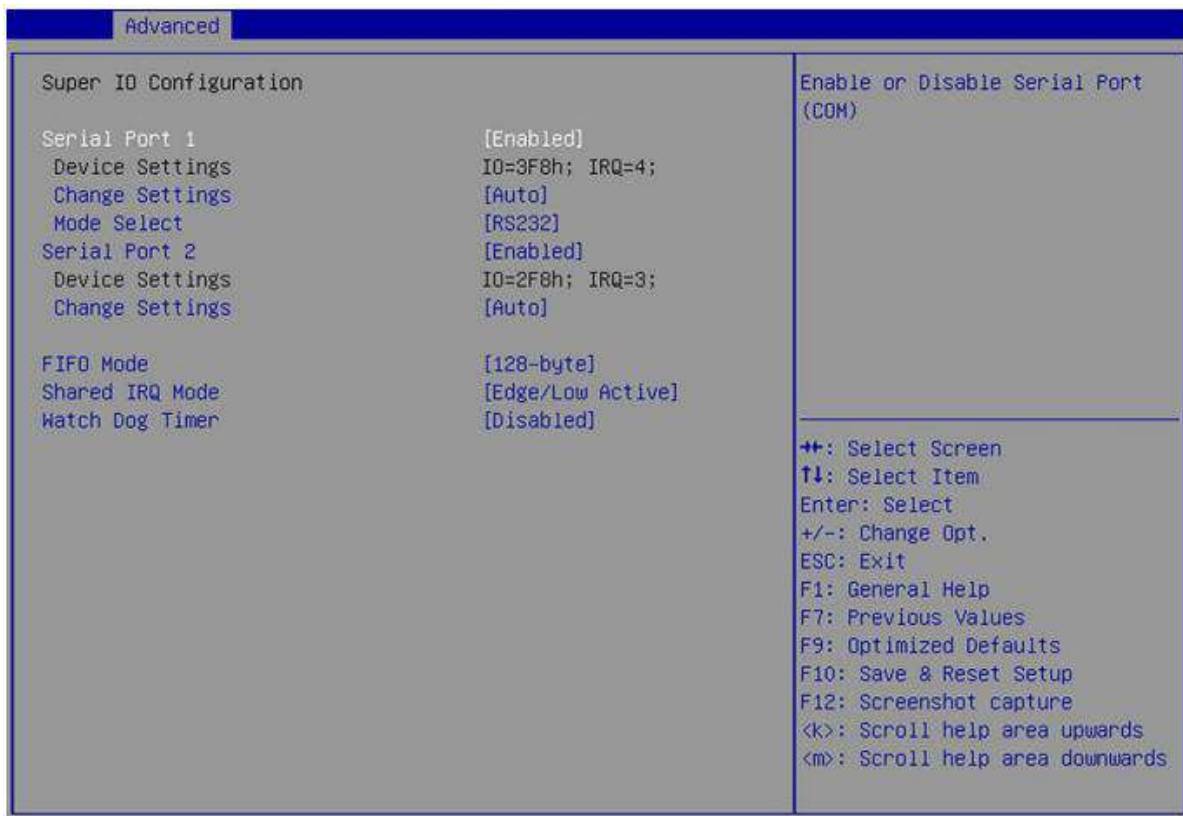 Advanced
Super IO Configuration
Serial Port 1 [Enabled]
Device Settings IO=3F8h; IRQ=4;
Change Settings [Auto]
Mode Select [RS232]
Serial Port 2 [Enabled]
Device Settings IO=2F8h; IRQ=3;
Change Settings [Auto]
FIFO Mode [128-byte]
Shared IRQ Mode [Edge/Low Active]
Watch Dog Timer [Disabled]
Enable or Disable Serial Port
(COM)
→←: Select Screen
↑↓: Select Item
Enter: Select
+/-: Change Opt.
ESC: Exit
F1: General Help
F7: Previous Values
F9: Optimized Defaults
F10: Save & Reset Setup
F12: Screenshot capture
<k>: Scroll help area upwards
<m>: Scroll help area downwards